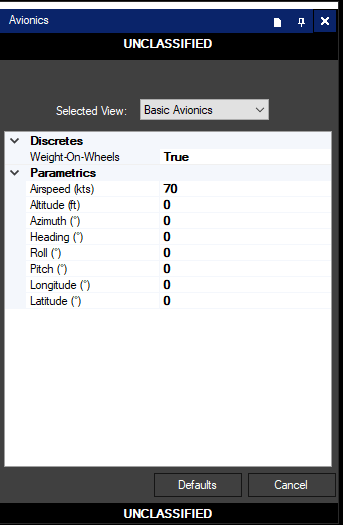 Avionics
UNCLASSIFIED
Selected View: Basic Avionics
Discretes
Weight-On-Wheels True
Parametrics
Airspeed (kts) 70
Altitude (ft) 0
Azimuth (°) 0
Heading (°) 0
Roll (°) 0
Pitch (°) 0
Longitude (°) 0
Latitude (°) 0
Defaults Cancel
UNCLASSIFIED